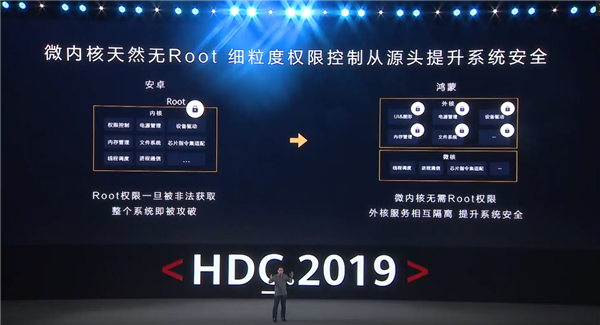 微内核天然无Root 细粒度权限控制从源头提升系统安全
安卓
Root
内核
权限控制 电源管理 设备驱动
内存管理 文件系统 芯片指令集适配
线程调度 进程通信 ...
Root权限一旦被非法获取
整个系统即被攻破
鸿蒙
外核
UI&图形 电源管理 设备驱动
内存管理 文件系统 ...
微核
线程调度 进程通信 芯片指令集适配 ...
微内核无需Root权限
外核服务相互隔离 提升系统安全
<HDC.2019>